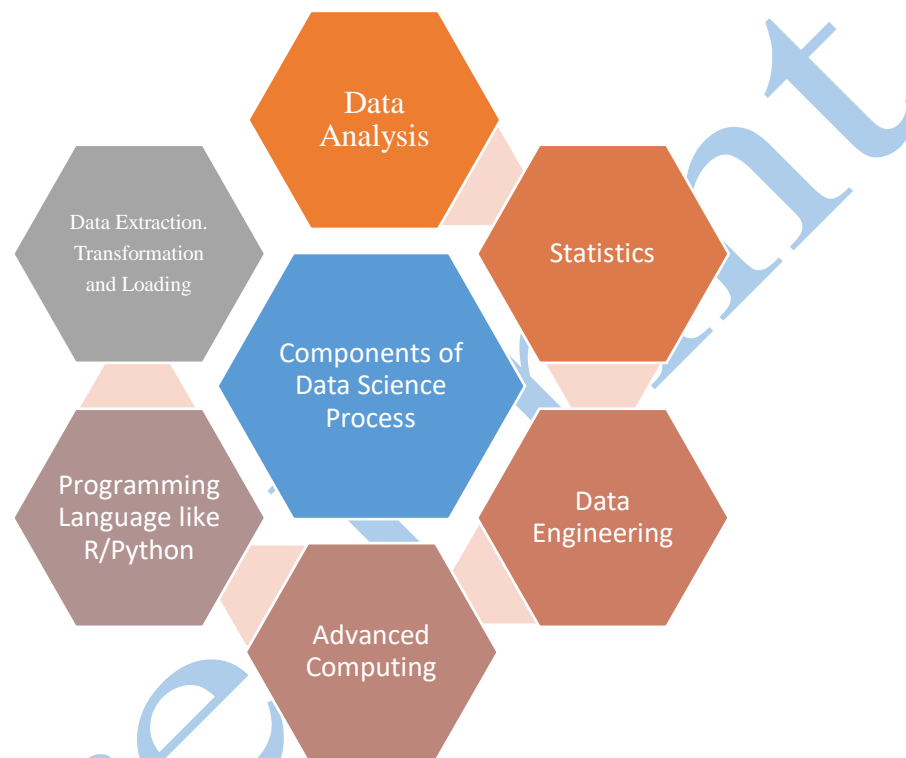 Data
Analysis
Statistics
Data Extraction.
Transformation
and Loading
Components of
Data Science
Process
Programming
Language like
R/Python
Data
Engineering
Advanced
Computing